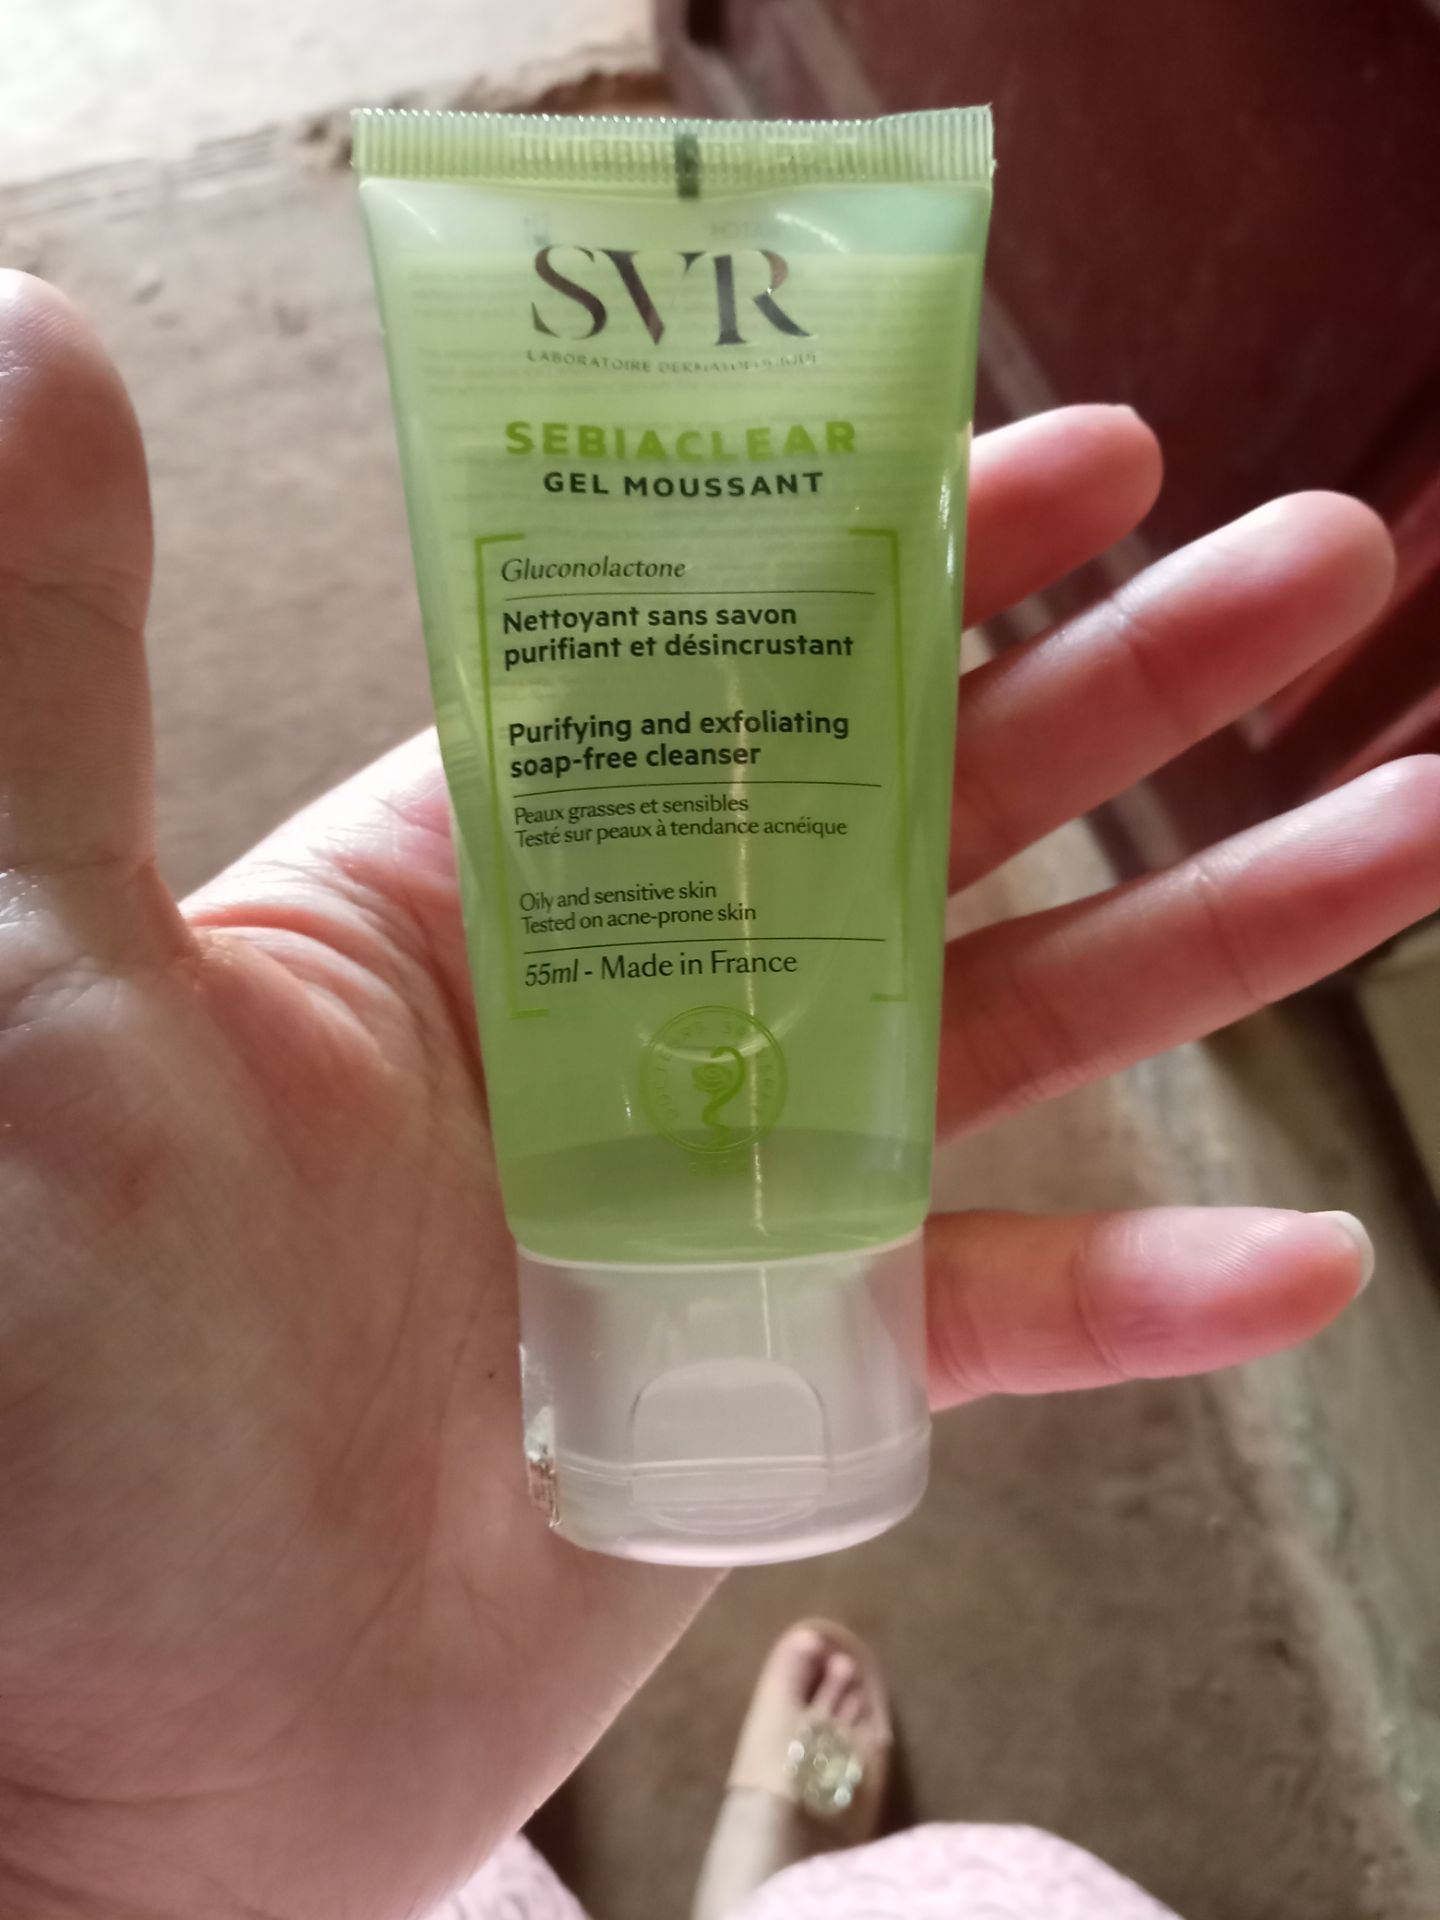 SVR
LABORATOIRE DERMATOLOGIQUE
SEBIACLEAR
GEL MOUSSANT
Gluconolactone
Nettoyant sans savon
purifiant et désincrustant
Purifying and exfoliating
soap-free cleanser
Peaux grasses et sensibles
Testé sur peaux à tendance acnéique
Oily and sensitive skin
Tested on acne-prone skin
55ml - Made in France